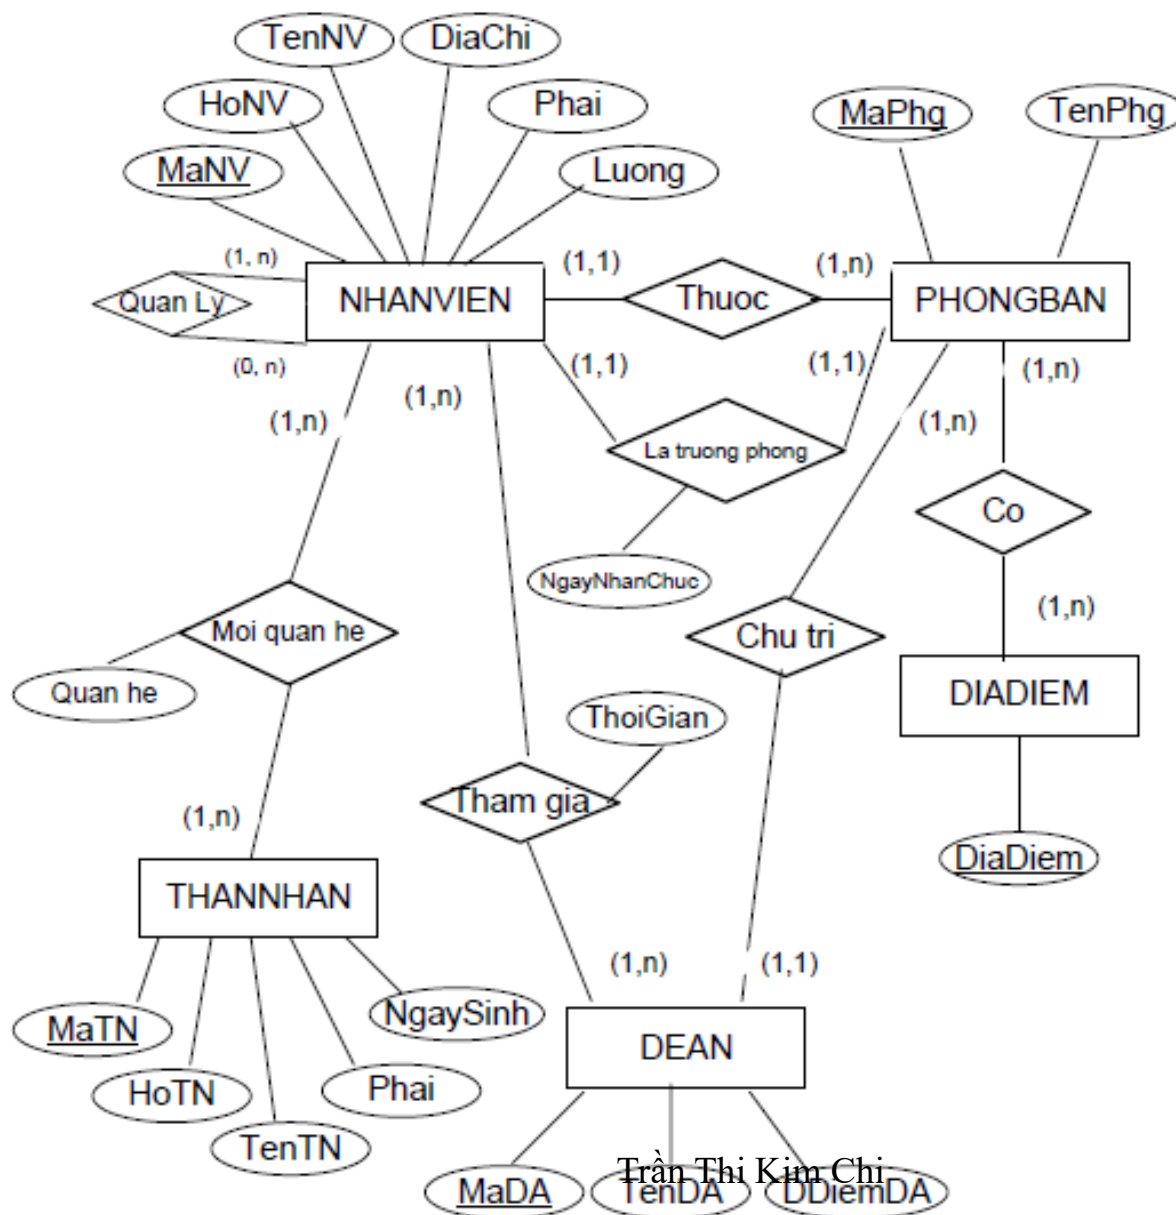 TenNV
DiaChi
HoNV
Phai
MaPhg
TenPhg
MaNV
Luong
(1, n)
(1,1)
(1,n)
Quan Ly
NHANVIEN
Thuoc
PHONGBAN
(0, n)
(1,1)
(1,1)
(1,n)
(1,n)
(1,n)
(1,n)
La truong phong
Co
NgayNhanChuc
(1,n)
Moi quan he
Chu tri
Quan he
DIADIEM
ThoiGian
(1,n)
Tham gia
DiaDiem
THANNHAN
(1,n)
(1,1)
MaTN
NgaySinh
DEAN
HoTN
Phai
TenTN
Trần Thi Kim Chi
MaDA
TenDA
DDiemDA